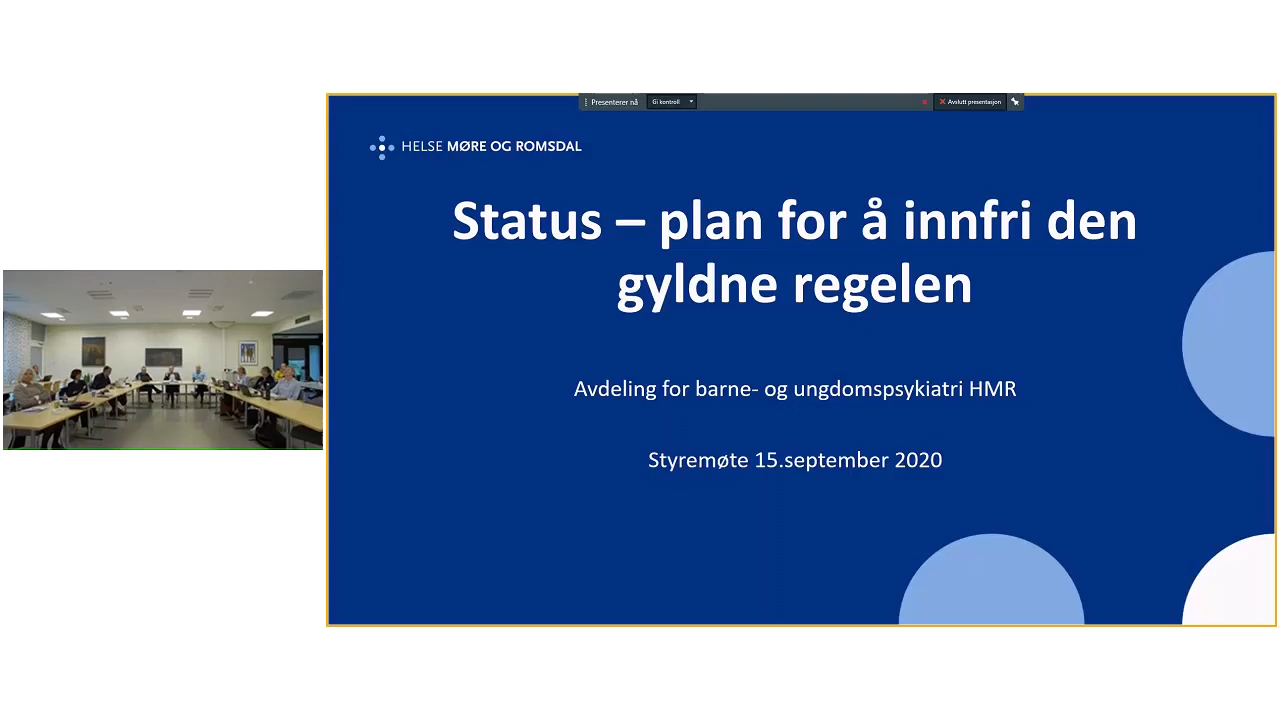 Presenterer nå
Gi kontroll
Avslutt presentasjon
HELSE MØRE OG ROMSDAL
Status – plan for å innfri den
gyldne regelen
Avdeling for barne- og ungdomspsykiatri HMR
Styremøte 15.september 2020